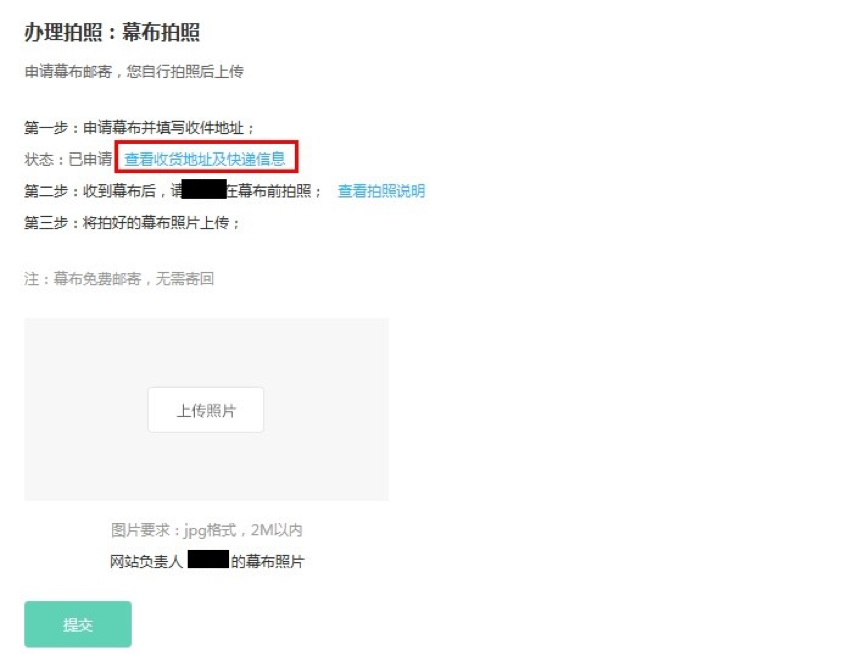 办理拍照：幕布拍照
申请幕布邮寄，您自行拍照后上传
第一步：申请幕布并填写收件地址；
状态：已申请 查看收货地址及快递信息
第二步：收到幕布后，请 在幕布前拍照； 查看拍照说明
第三步：将拍好的幕布照片上传；
注：幕布免费邮寄，无需寄回
上传照片
图片要求：jpg格式，2M以内
网站负责人 的幕布照片
提交